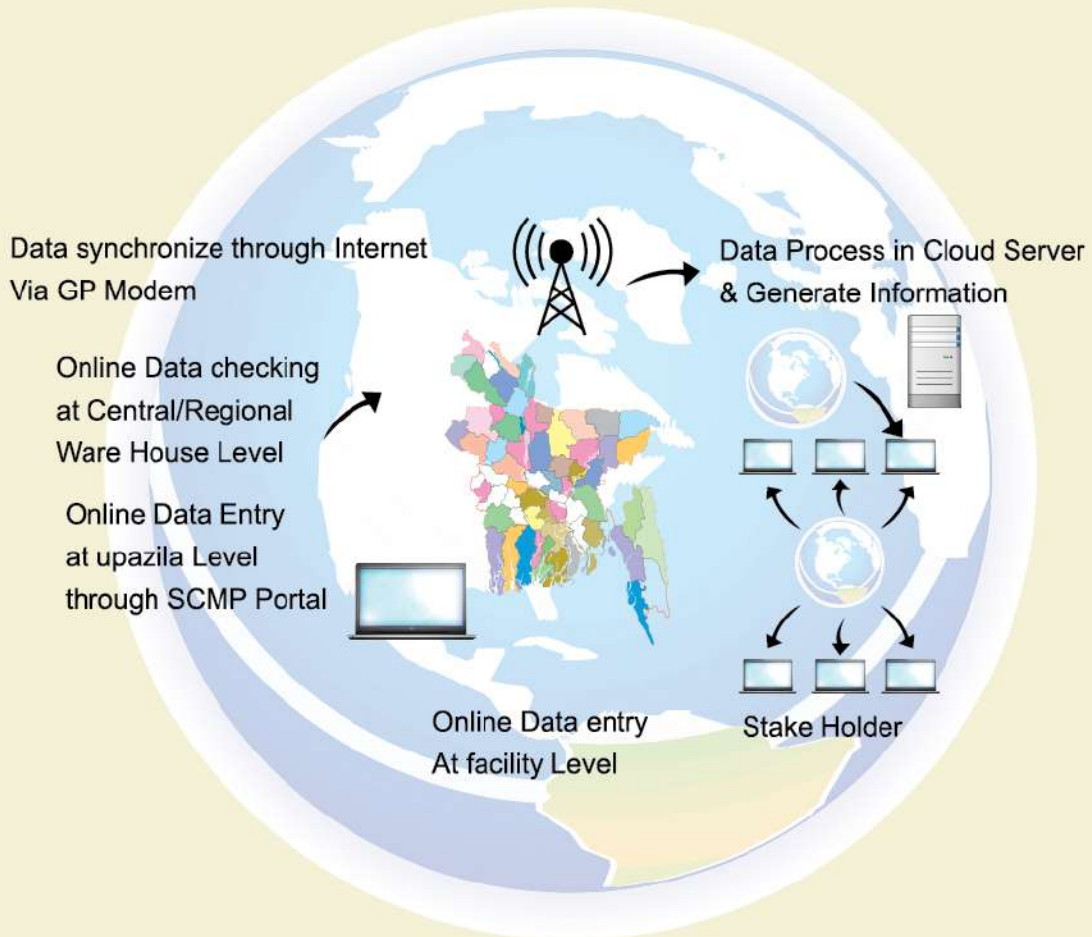 Data synchronize through Internet
Via GP Modem
Data Process in Cloud Server
& Generate Information
Online Data checking
at Central/Regional
Ware House Level
Online Data Entry
at upazila Level
through SCMP Portal
Online Data entry
At facility Level
Stake Holder